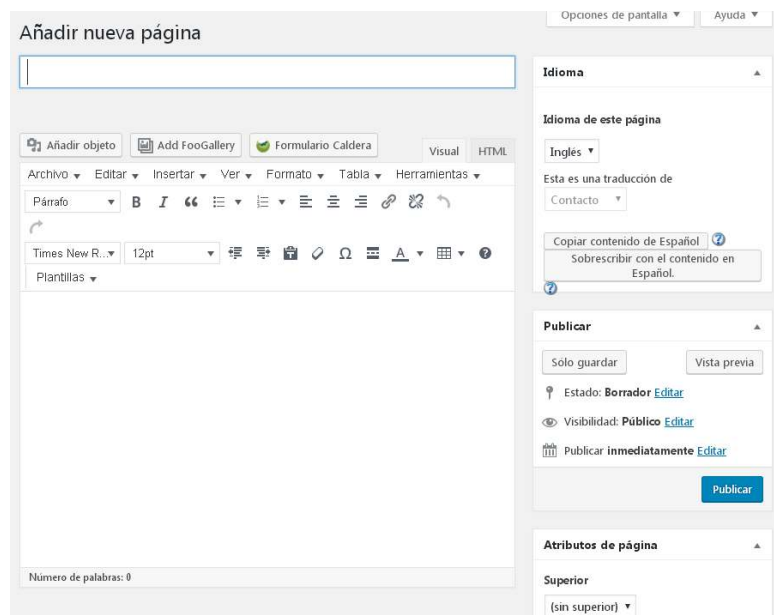 Opciones de pantalla ▼ Ayuda ▼
Añadir nueva página
Añadir objeto Add FooGallery Formulario Caldera Visual HTML
Archivo Editar Insertar Ver Formato Tabla Herramientas
Párrafo B I
Times New R... 12pt Ω A
Plantillas
Número de palabras: 0
Idioma
Idioma de este página
Inglés
Esta es una traducción de
Contacto
Copiar contenido de Español ?
Sobrescribir con el contenido en
Español.
?
Publicar
Sólo guardar Vista previa
Estado: Borrador Editar
Visibilidad: Público Editar
Publicar inmediatamente Editar
Publicar
Atributos de página
Superior
(sin superior)